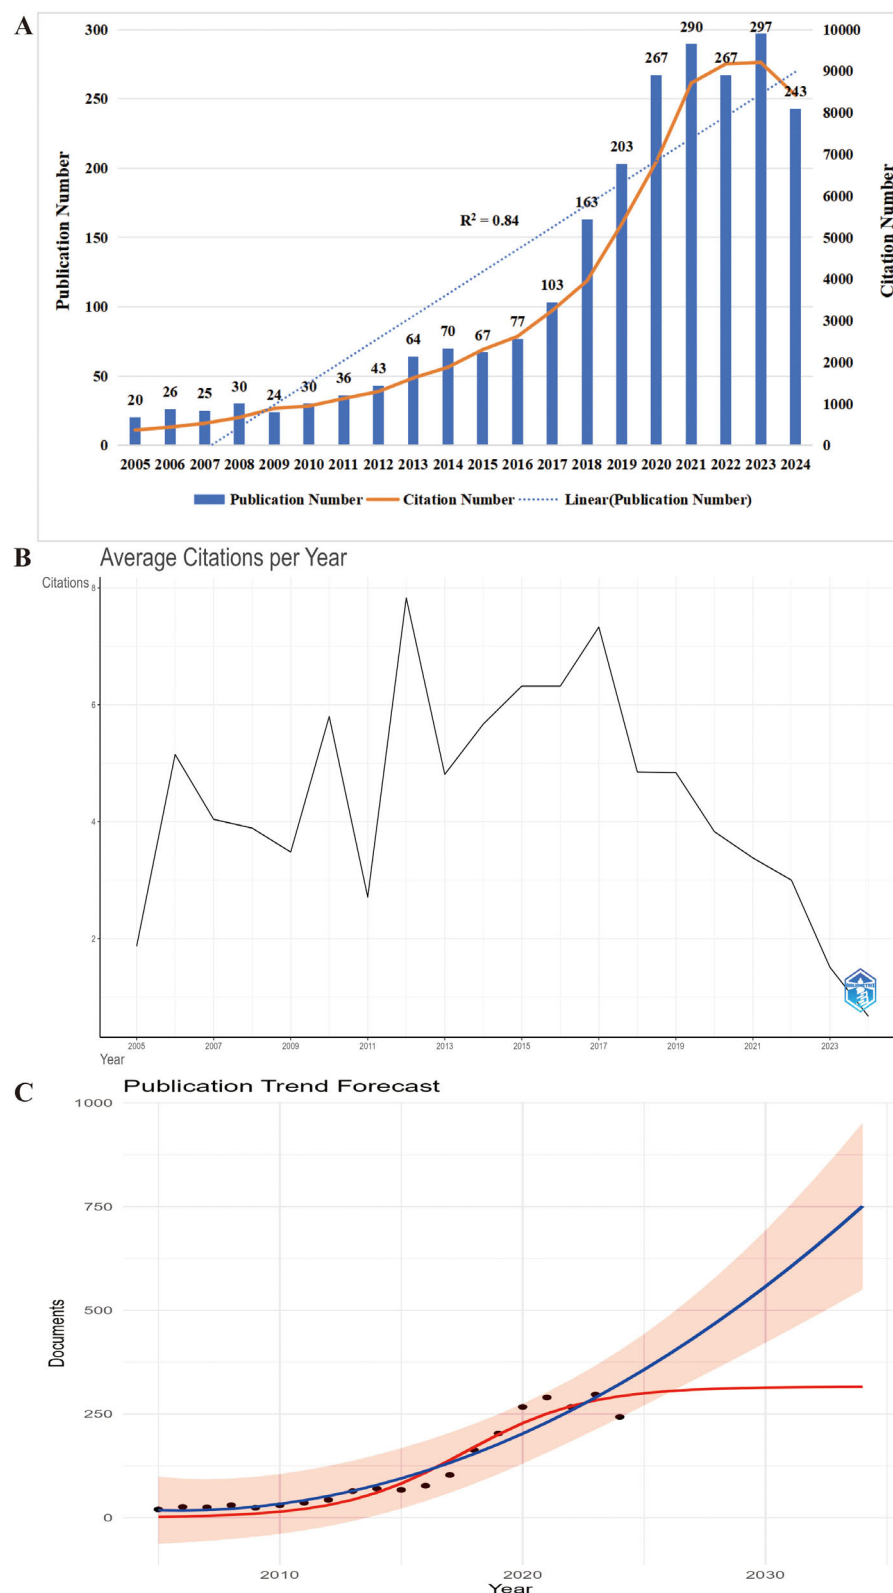 A
300
250
200
150
100
50
0
Publication Number
20
26
25
30
24
30
36
43
64
70
67
77
103
163
203
267
290
267
297
243
R² = 0.84
10000
9000
8000
7000
6000
5000
4000
3000
2000
1000
0
Citation Number
2005 2006 2007 2008 2009 2010 2011 2012 2013 2014 2015 2016 2017 2018 2019 2020 2021 2022 2023 2024
Publication Number Citation Number Linear(Publication Number)
B
Average Citations per Year
Citations
8
6
4
2
2005 2007 2009 2011 2013 2015 2017 2019 2021 2023
Year
C
Publication Trend Forecast
1000
750
500
250
0
Documents
2010 2020 2030
Year